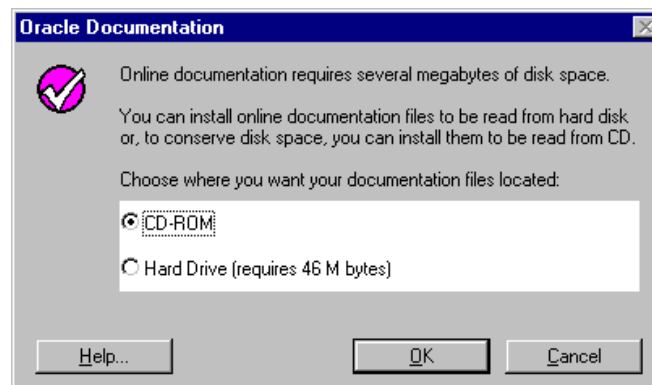 Oracle Documentation
Online documentation requires several megabytes of disk space.
You can install online documentation files to be read from hard disk
or, to conserve disk space, you can install them to be read from CD.
Choose where you want your documentation files located:
CD-ROM
Hard Drive (requires 46 M bytes)
Help... OK Cancel